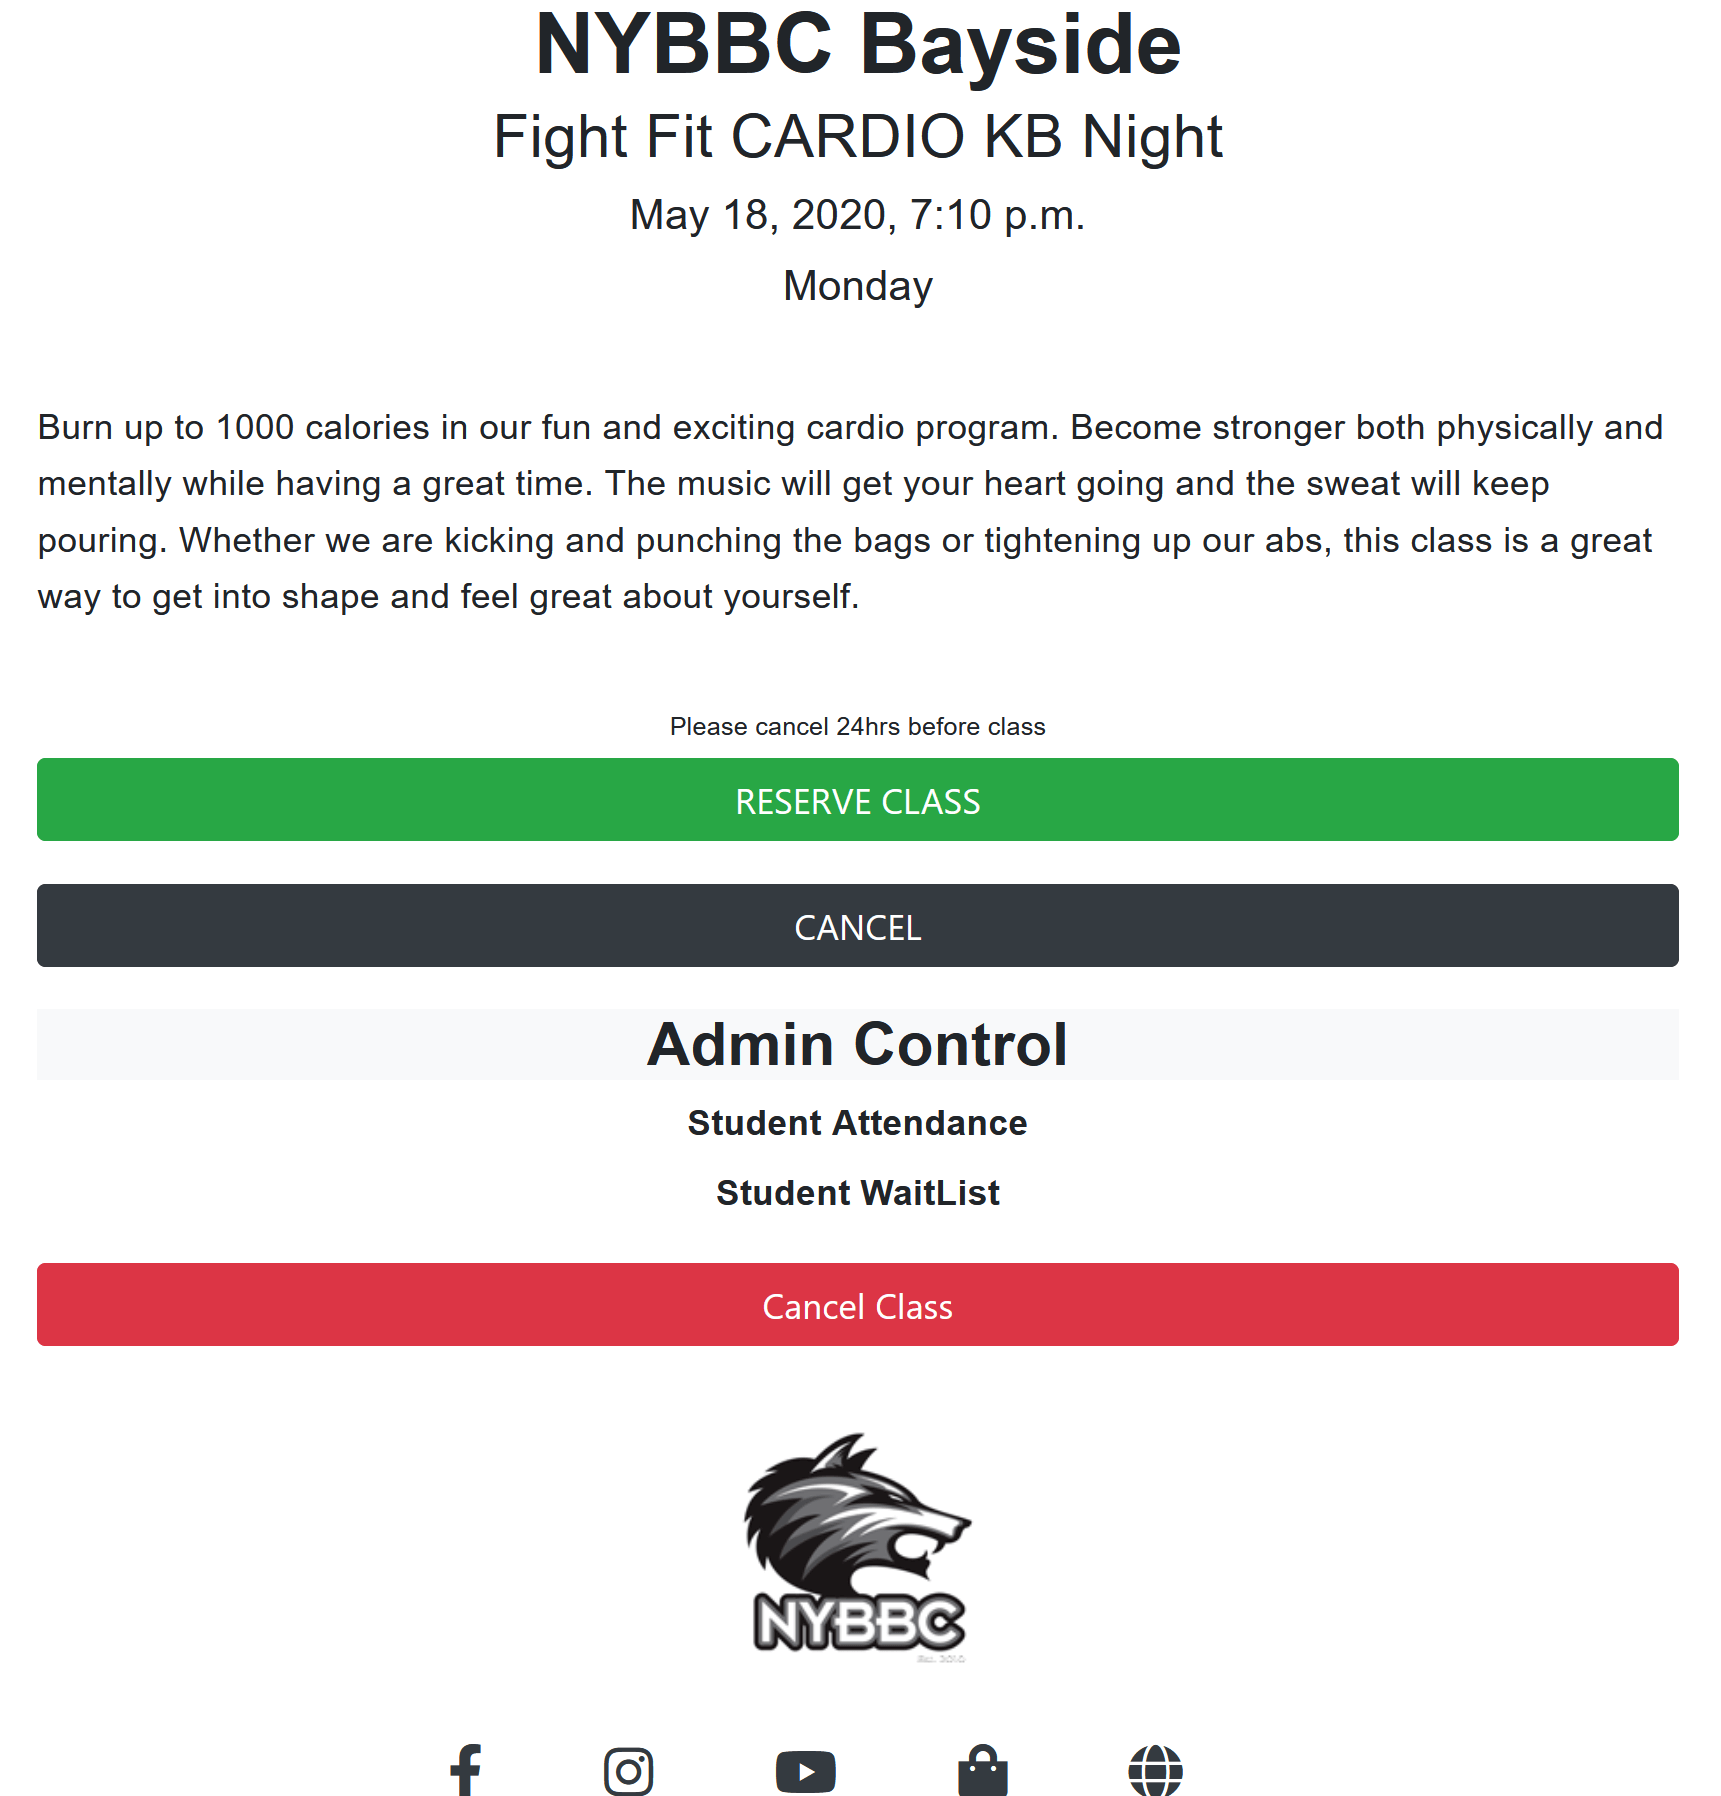 NYBBC Bayside
Fight Fit CARDIO KB Night
May 18, 2020, 7:10 p.m.
Monday
Burn up to 1000 calories in our fun and exciting cardio program. Become stronger both physically and
mentally while having a great time. The music will get your heart going and the sweat will keep
pouring. Whether we are kicking and punching the bags or tightening up our abs, this class is a great
way to get into shape and feel great about yourself.
Please cancel 24hrs before class
RESERVE CLASS
CANCEL
Admin Control
Student Attendance
Student WaitList
Cancel Class
NYBBC